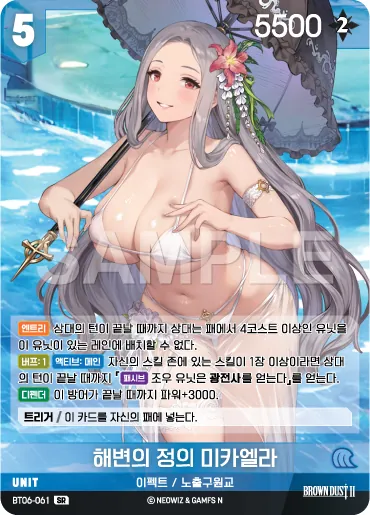 5
5500 2
SAMPLE
엔트리 상대의 턴이 끝날 때까지 상대는 패에서 4코스트 이상인 유닛을
이 유닛이 있는 레인에 배치할 수 없다.
버프: 1 액티브: 메인 자신의 스킬 존에 있는 스킬이 1장 이상이라면 상대
의 턴이 끝날 때까지 「패시브 조우 유닛은 광전사를 얻는다」를 얻는다.
디펜더 이 방어가 끝날 때까지 파워+3000.
트리거 / 이 카드를 자신의 패에 넣는다.
해변의 정의 미카엘라
UNIT
이펙트 / 노출구원교
BT06-061 SR
© NEOWIZ & GAMFS N
BROWN DUST II